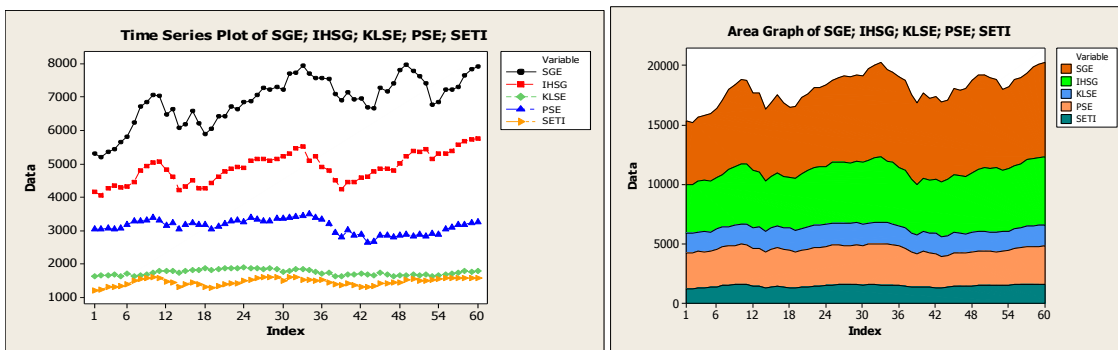 Time Series Plot of SGE; IHSG; KLSE; PSE; SETI
8000
7000
6000
5000
4000
3000
2000
1000
Data
1 6 12 18 24 30 36 42 48 54 60
Index
Variable
SGE
IHSG
KLSE
PSE
SETI
Area Graph of SGE; IHSG; KLSE; PSE; SETI
20000
15000
10000
5000
0
Data
1 6 12 18 24 30 36 42 48 54 60
Index
Variable
SGE
IHSG
KLSE
PSE
SETI